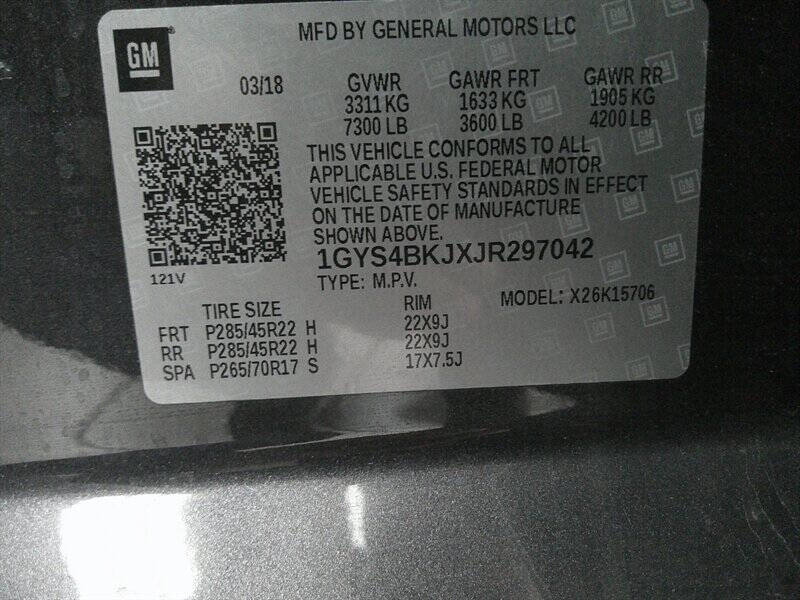 GM
MFD BY GENERAL MOTORS LLC
03/18 GVWR GAWR FRT GAWR RR
3311 KG 1633 KG 1905 KG
7300 LB 3600 LB 4200 LB
THIS VEHICLE CONFORMS TO ALL
APPLICABLE U.S. FEDERAL MOTOR
VEHICLE SAFETY STANDARDS IN EFFECT
ON THE DATE OF MANUFACTURE
SHOWN ABOVE.
1GYS4BKJXJR297042
121V
TYPE: M.P.V. MODEL: X26K15706
TIRE SIZE RIM
FRT P285/45R22 H 22X9J
RR P285/45R22 H 22X9J
SPA P265/70R17 S 17X7.5J